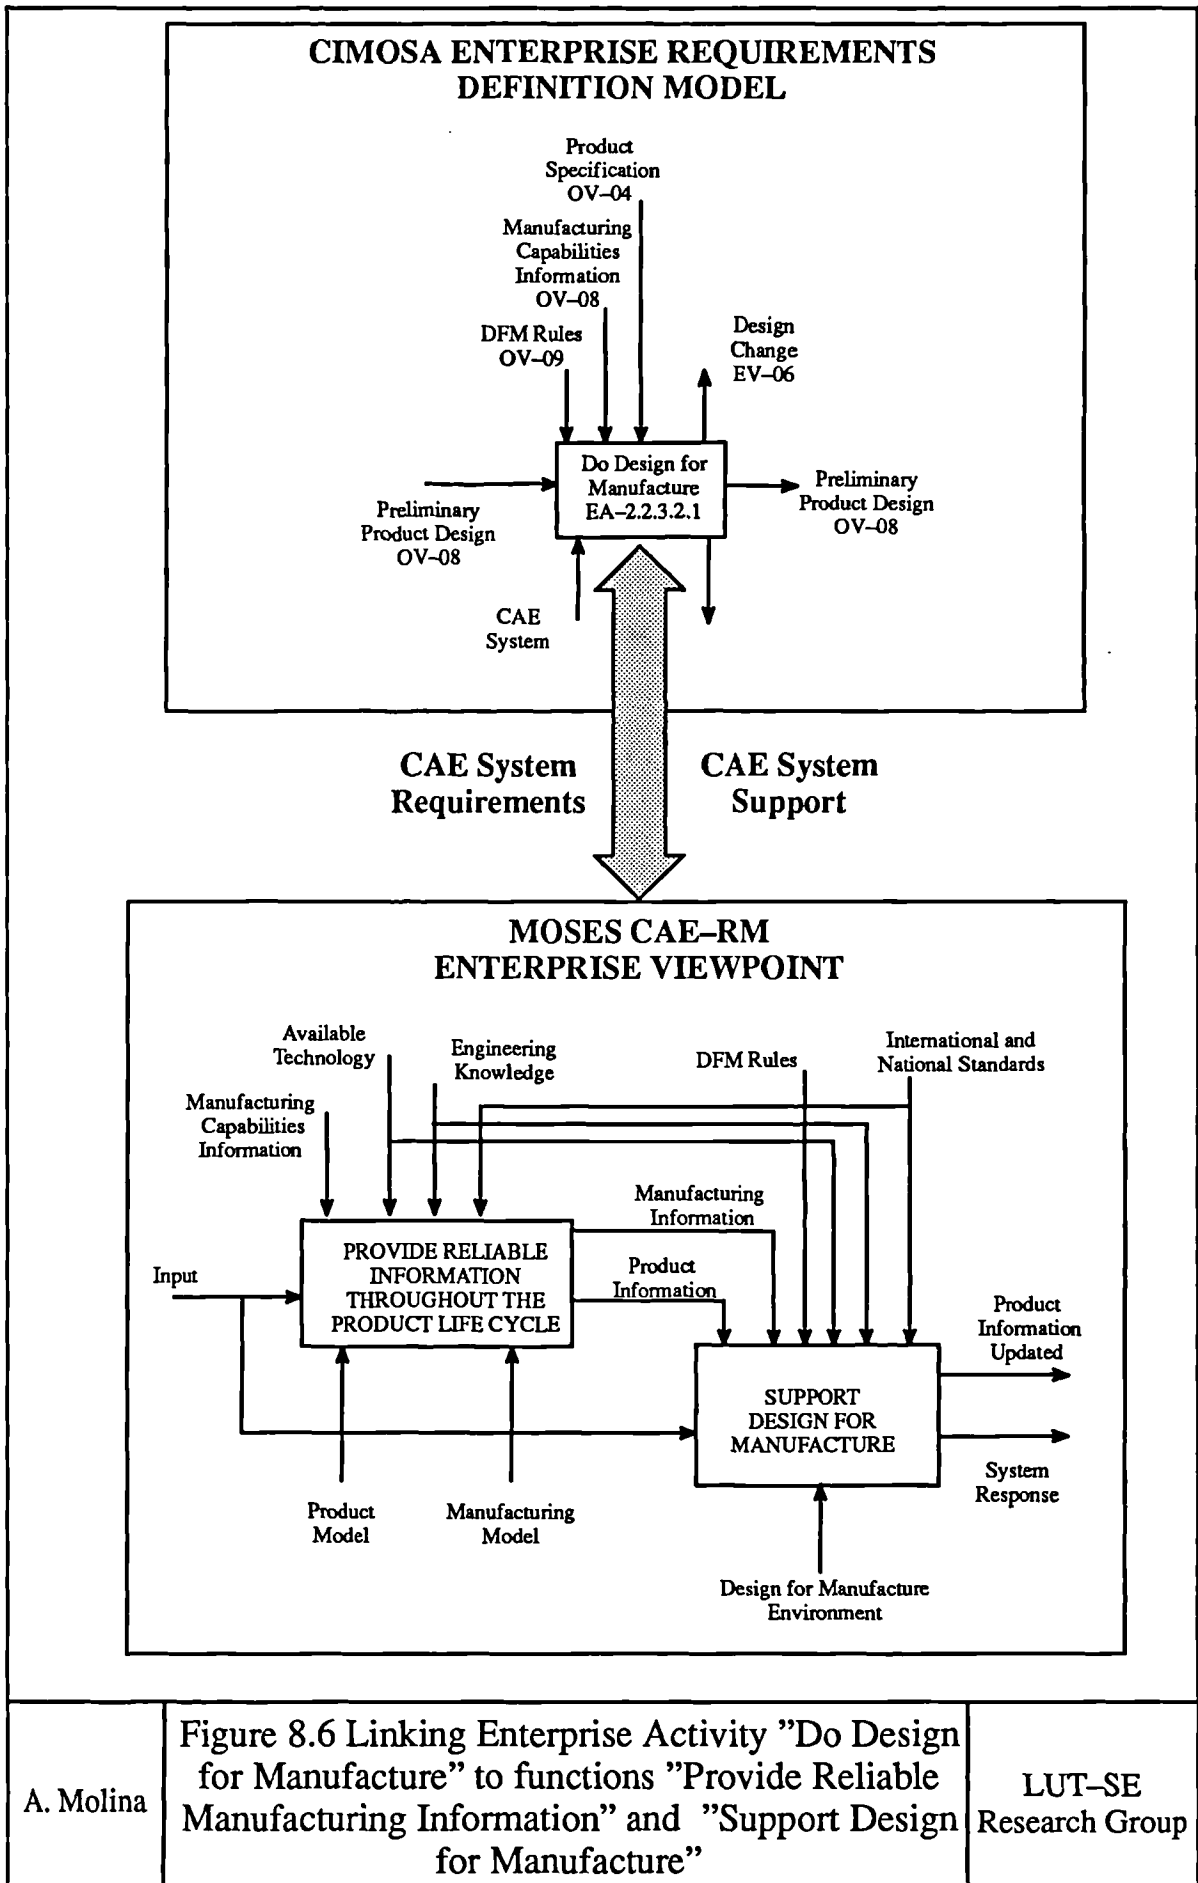 CIMOSA ENTERPRISE REQUIREMENTS
DEFINITION MODEL
Product
Specification
OV–04
Manufacturing
Capabilities
Information
OV–08
DFM Rules
OV–09
Design
Change
EV–06
Do Design for
Manufacture
EA–2.2.3.2.1
Preliminary
Product Design
OV–08
Preliminary
Product Design
OV–08
CAE
System
CAE System
Requirements
CAE System
Support
MOSES CAE–RM
ENTERPRISE VIEWPOINT
Available
Technology
Engineering
Knowledge
DFM Rules
International and
National Standards
Manufacturing
Capabilities
Information
Manufacturing
Information
Product
Information
Input
PROVIDE RELIABLE
INFORMATION
THROUGHOUT THE
PRODUCT LIFE CYCLE
Product
Information
Updated
SUPPORT
DESIGN FOR
MANUFACTURE
System
Response
Product
Model
Manufacturing
Model
Design for Manufacture
Environment
A. Molina
Figure 8.6 Linking Enterprise Activity ”Do Design
for Manufacture” to functions ”Provide Reliable
Manufacturing Information” and ”Support Design
for Manufacture”
LUT–SE
Research Group